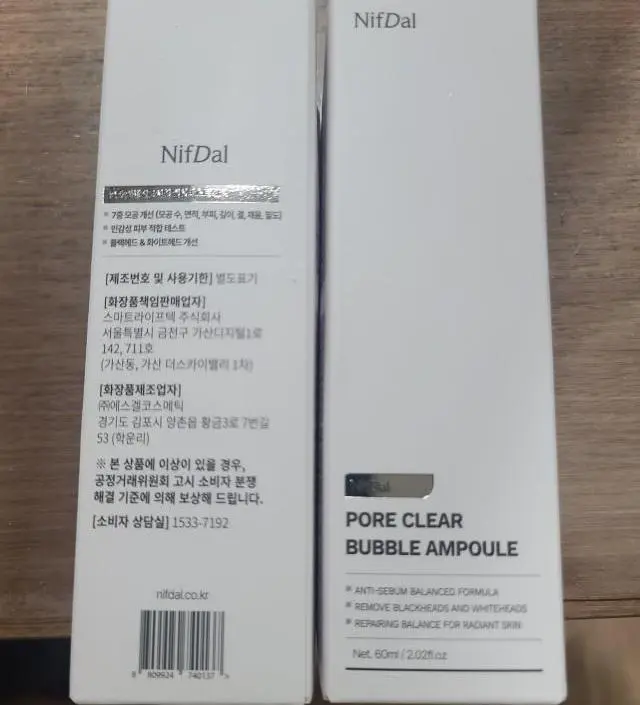 NifDal
7중 모공 개선 (모공 수, 면적, 부피, 깊이, 결, 채움, 밀도)
민감성 피부 적합 테스트
블랙헤드 & 화이트헤드 개선
[제조번호 및 사용기한] 별도표기
[화장품책임판매업자]
스마트라이프텍 주식회사
서울특별시 금천구 가산디지털1로
142, 711호
(가산동, 가산 더스카이밸리 1차)
[화장품제조업자]
㈜에스겔코스메틱
경기도 김포시 양촌읍 황금3로 7번길
53 (학운리)
※ 본 상품에 이상이 있을 경우,
공정거래위원회 고시 소비자 분쟁
해결 기준에 의해 보상해 드립니다.
[소비자 상담실] 1533-7192
nifdal.co.kr
8 809924 740137 >
NifDal
PORE CLEAR
BUBBLE AMPOULE
ANTI-SEBUM BALANCED FORMULA
REMOVE BLACKHEADS AND WHITEHEADS
REPAIRING BALANCE FOR RADIANT SKIN
Net. 60ml / 2.02fl.oz